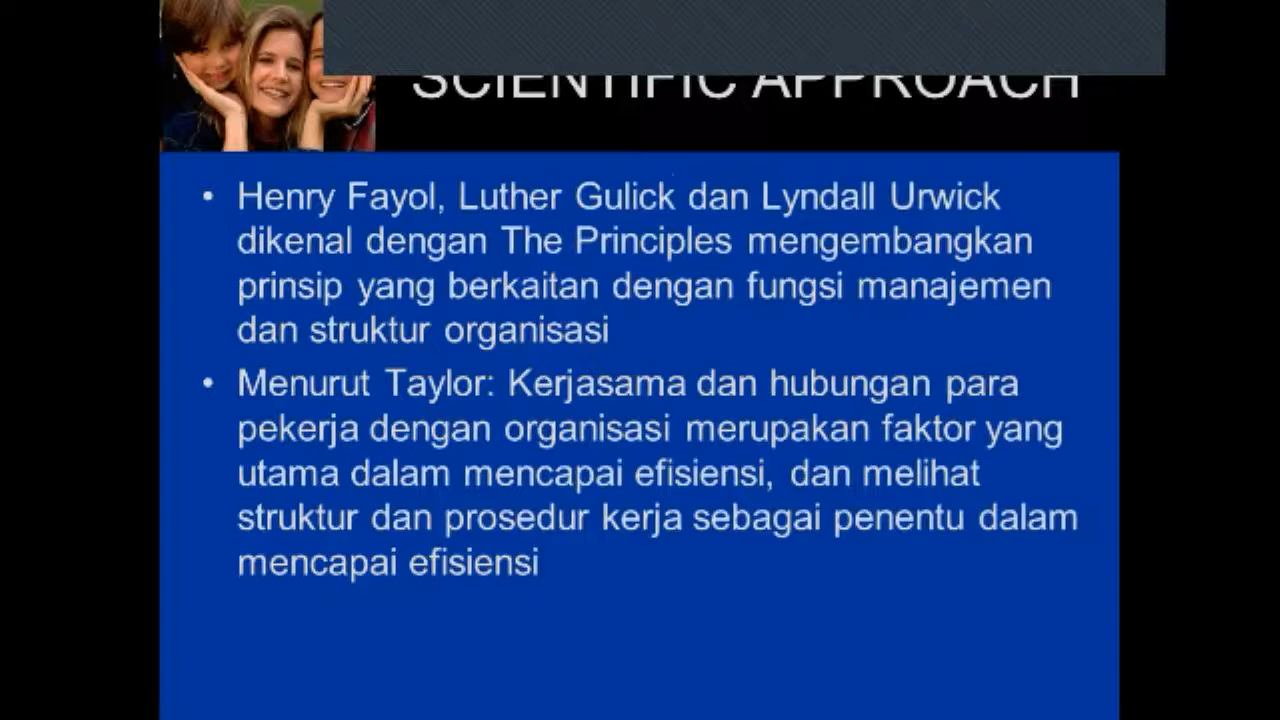 SCIENTIFIC APPROACH
• Henry Fayol, Luther Gulick dan Lyndall Urwick
dikenal dengan The Principles mengembangkan
prinsip yang berkaitan dengan fungsi manajemen
dan struktur organisasi
• Menurut Taylor: Kerjasama dan hubungan para
pekerja dengan organisasi merupakan faktor yang
utama dalam mencapai efisiensi, dan melihat
struktur dan prosedur kerja sebagai penentu dalam
mencapai efisiensi